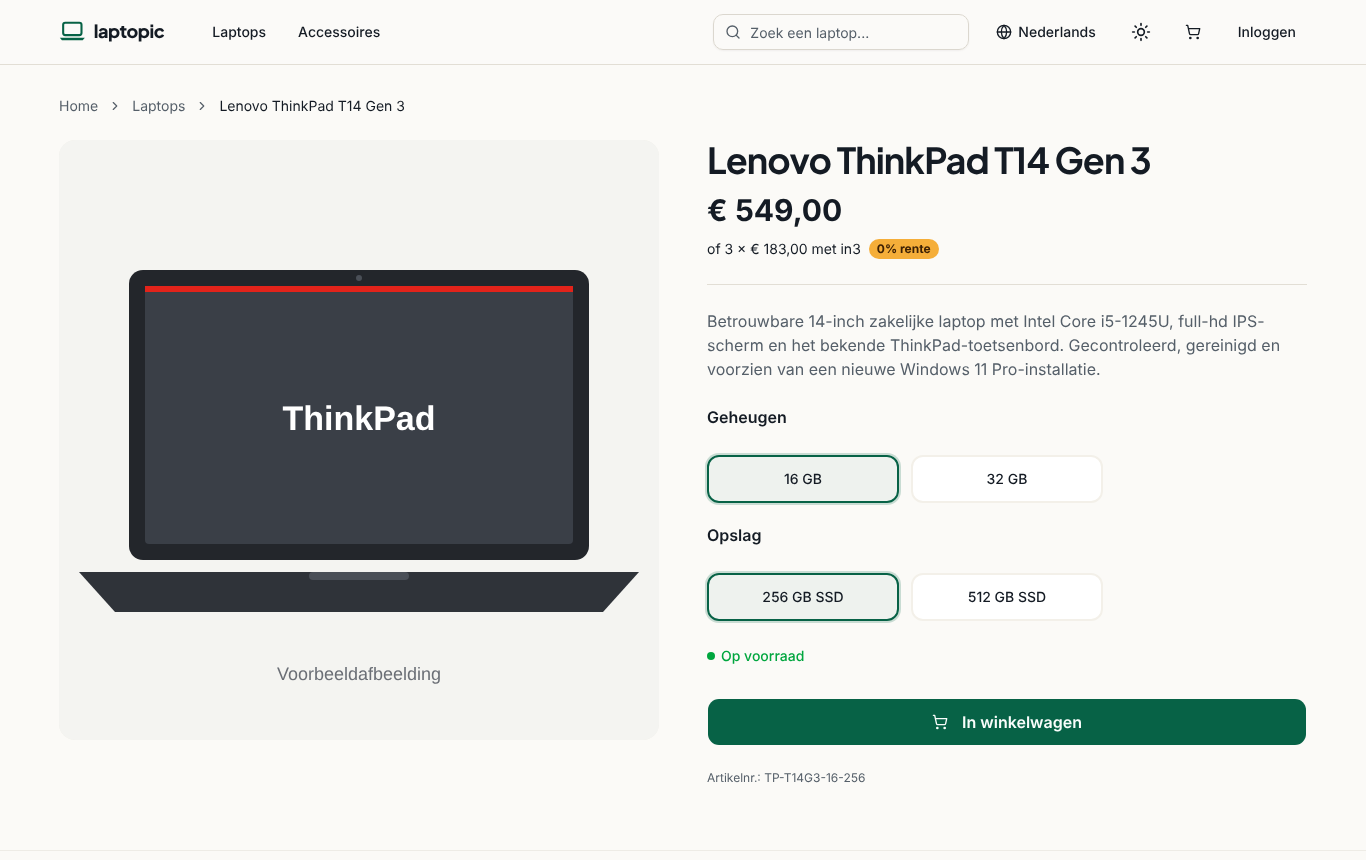 laptopic
Laptops
Accessoires
Zoek een laptop...
Nederlands
Inloggen
Home
Laptops
Lenovo ThinkPad T14 Gen 3
ThinkPad
Voorbeeldafbeelding
Lenovo ThinkPad T14 Gen 3
€ 549,00
of 3 × € 183,00 met in3
0% rente
Betrouwbare 14-inch zakelijke laptop met Intel Core i5-1245U, full-hd IPS-
scherm en het bekende ThinkPad-toetsenbord. Gecontroleerd, gereinigd en
voorzien van een nieuwe Windows 11 Pro-installatie.
Geheugen
16 GB
32 GB
Opslag
256 GB SSD
512 GB SSD
Op voorraad
In winkelwagen
Artikelnr.: TP-T14G3-16-256